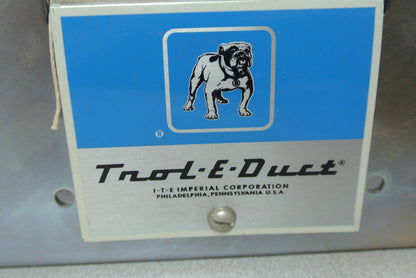 ®
Trol-E-Duct®
I-T-E IMPERIAL CORPORATION
PHILADELPHIA, PENNSYLVANIA U.S.A.